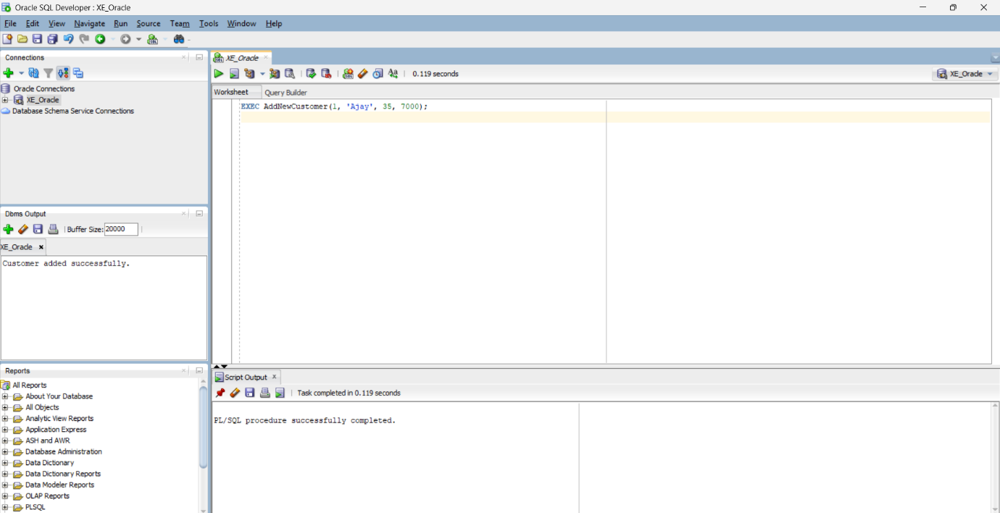 Oracle SQL Developer : XE_Oracle
File Edit View Navigate Run Source Team Tools Window Help
Connections
Oracle Connections
XE_Oracle
Database Schema Service Connections
Dbms Output
Buffer Size: 20000
XE_Oracle
Customer added successfully.
Reports
All Reports
About Your Database
All Objects
Analytic View Reports
Application Express
ASH and AWR
Database Administration
Data Dictionary
Data Dictionary Reports
Data Modeler Reports
OLAP Reports
PLSQL
XE_Oracle
0.119 seconds
XE_Oracle
Worksheet Query Builder
EXEC AddNewCustomer(1, 'Ajay', 35, 7000);
Script Output
Task completed in 0.119 seconds
PL/SQL procedure successfully completed.